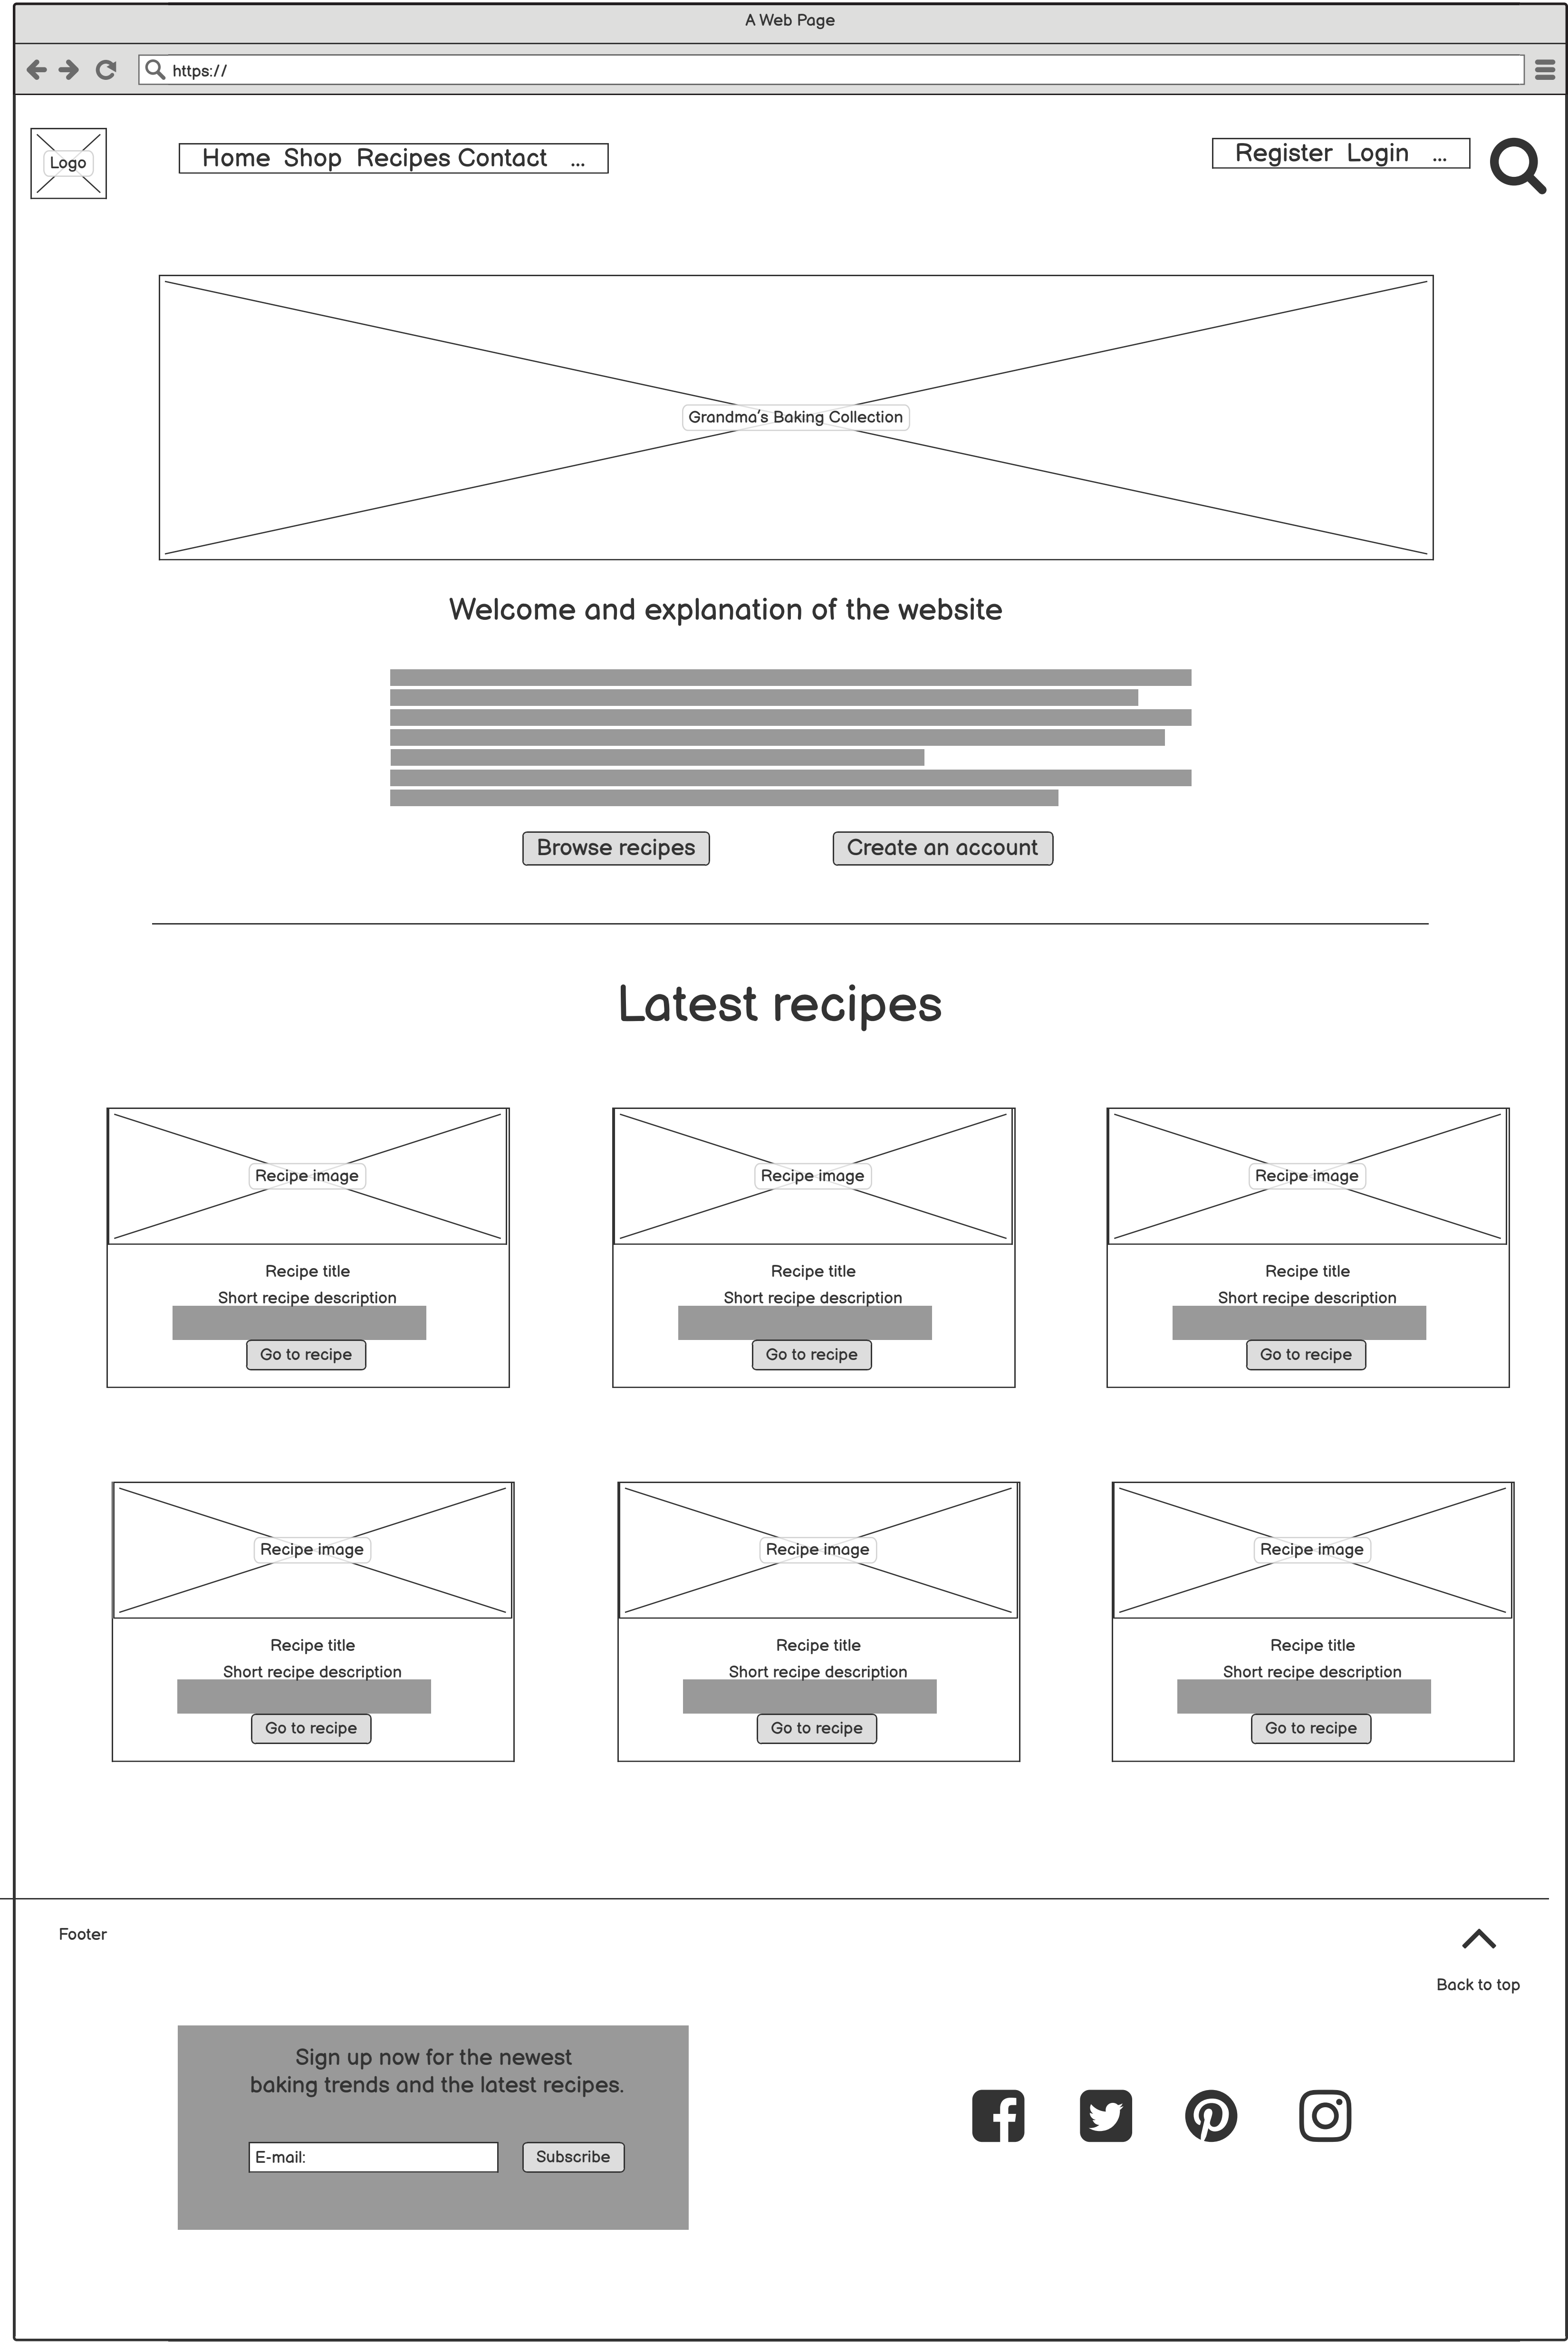 A Web Page
https://
Logo
Home Shop Recipes Contact ...
Register Login ...
Grandma's Baking Collection
Welcome and explanation of the website
Browse recipes
Create an account
Latest recipes
Recipe image
Recipe image
Recipe image
Recipe title
Recipe title
Recipe title
Short recipe description
Short recipe description
Short recipe description
Go to recipe
Go to recipe
Go to recipe
Recipe image
Recipe image
Recipe image
Recipe title
Recipe title
Recipe title
Short recipe description
Short recipe description
Short recipe description
Go to recipe
Go to recipe
Go to recipe
Footer
Back to top
Sign up now for the newest
baking trends and the latest recipes.
E-mail:
Subscribe